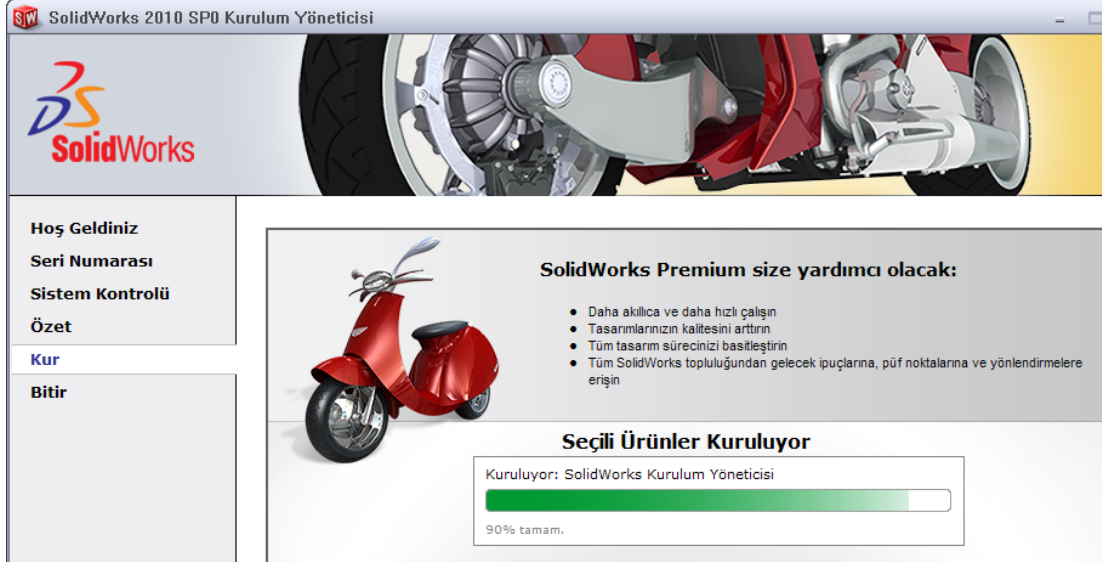 SolidWorks 2010 SP0 Kurulum Yöneticisi
SolidWorks
Hoş Geldiniz
Seri Numarası
Sistem Kontrolü
Özet
Kur
Bitir
SolidWorks Premium size yardımcı olacak:
● Daha akıllıca ve daha hızlı çalışın
● Tasarımlarınızın kalitesini arttırın
● Tüm tasarım sürecinizi basitleştirin
● Tüm SolidWorks topluluğundan gelecek ipuçlarına, püf noktalarına ve yönlendirmelere
erişin
Seçili Ürünler Kuruluyor
Kuruluyor: SolidWorks Kurulum Yöneticisi
90% tamam.